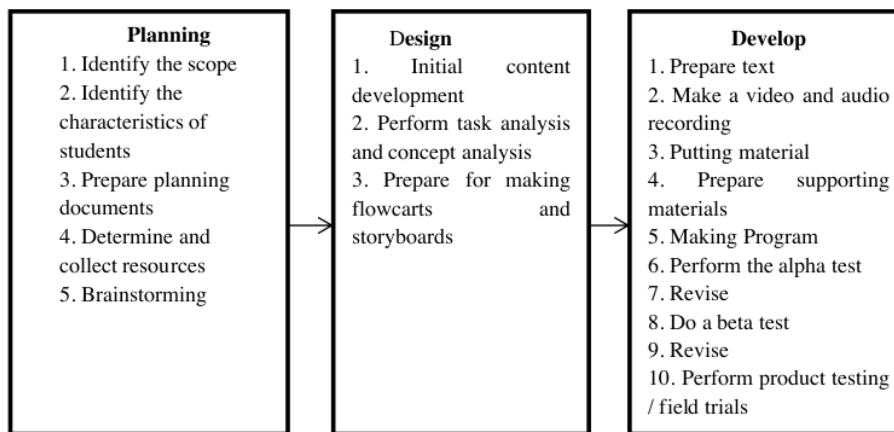 Planning
1. Identify the scope
2. Identify the
characteristics of
students
3. Prepare planning
documents
4. Determine and
collect resources
5. Brainstorming
Design
1. Initial content
development
2. Perform task analysis
and concept analysis
3. Prepare for making
flowcarts and
storyboards
Develop
1. Prepare text
2. Make a video and audio
recording
3. Putting material
4. Prepare supporting
materials
5. Making Program
6. Perform the alpha test
7. Revise
8. Do a beta test
9. Revise
10. Perform product testing
/ field trials